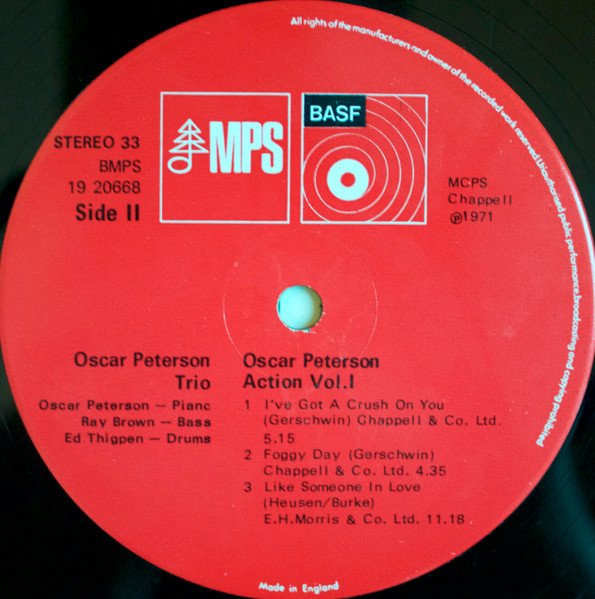 All rights of the manufacturers and owner of the recorded work reserved. Unauthorised public performance, broadcasting and copying prohibited
MPS
BASF
STEREO 33
BMPS
19 20668
Side II
MCPS
Chappell
℗1971
Oscar Peterson
Trio
Oscar Peterson — Piano
Ray Brown — Bass
Ed Thigpen — Drums
Oscar Peterson
Action Vol.I
1 I've Got A Crush On You
(Gerschwin) Chappell & Co. Ltd.
5.15
2 Foggy Day (Gerschwin)
Chappell & Co. Ltd. 4.35
3 Like Someone In Love
(Heusen/Burke)
E.H.Morris & Co. Ltd. 11.18
Made in England